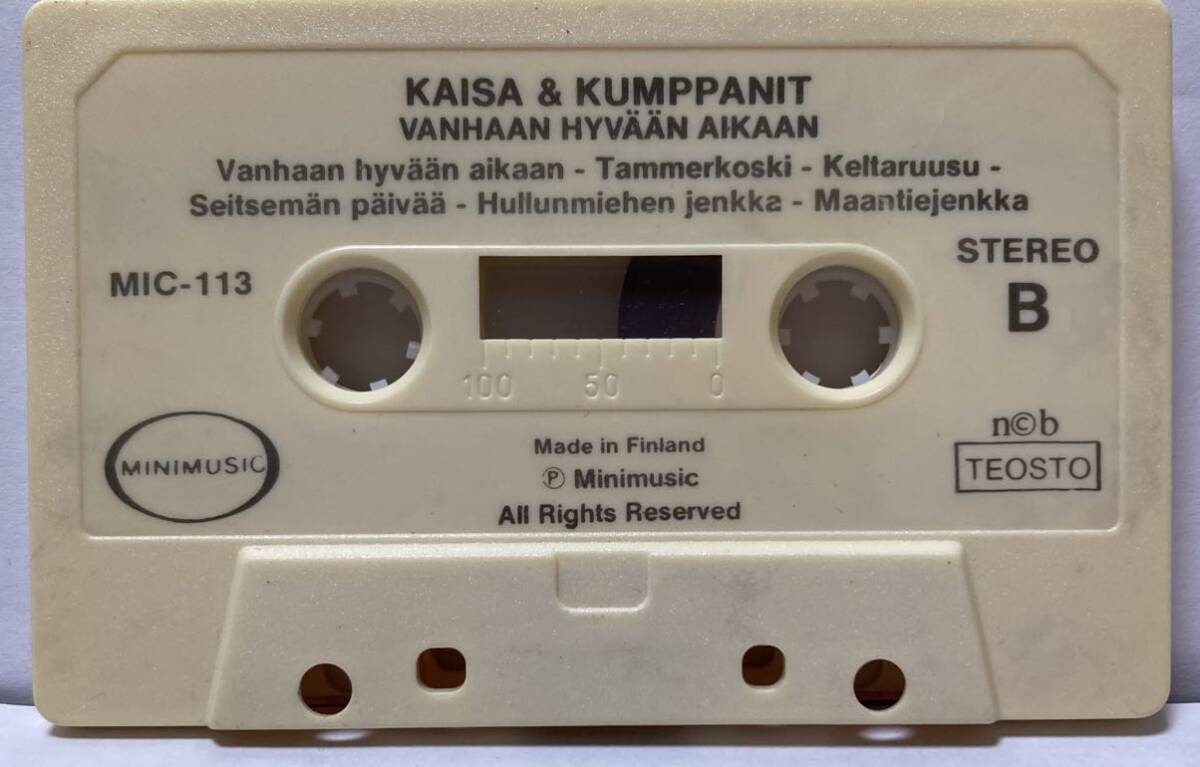 KAISA & KUMPPANIT
VANHAAN HYVÄÄN AIKAAN
Vanhaan hyvään aikaan - Tammerkoski - Keltaruusu -
Seitsemän päivää - Hullunmiehen jenkka - Maantiejenkka
MIC-113
STEREO
B
100 50 0
MINIMUSIC
Made in Finland
℗ Minimusic
All Rights Reserved
n©b
TEOSTO